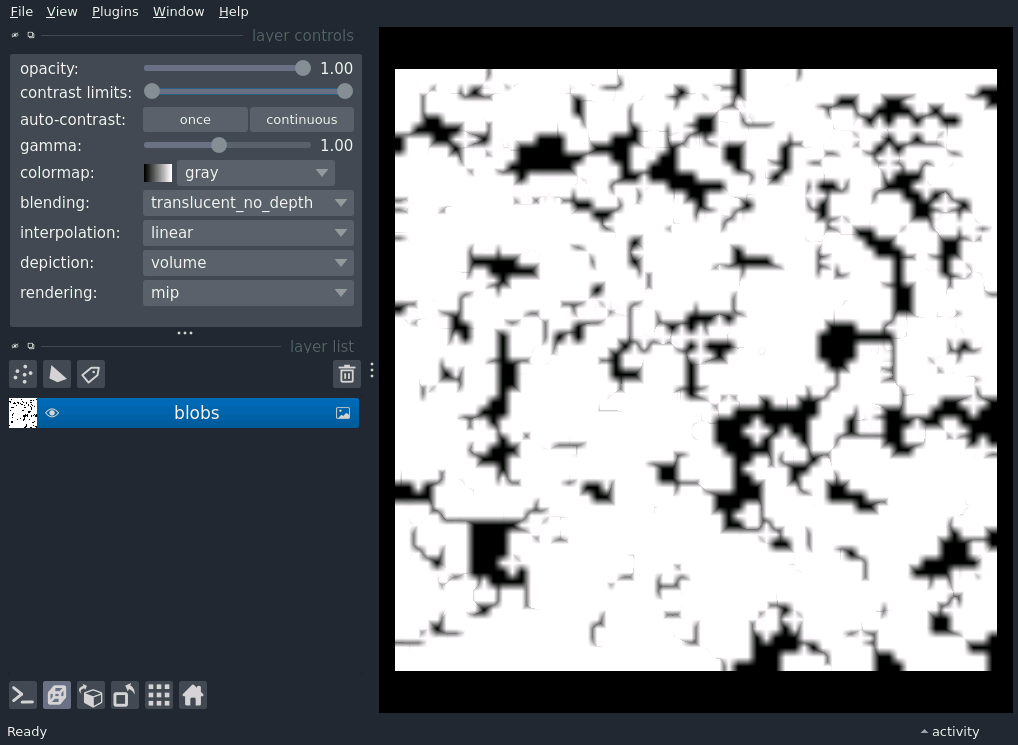 File View Plugins Window Help
layer controls
opacity: 1.00
contrast limits:
auto-contrast: once continuous
gamma: 1.00
colormap: gray
blending: translucent_no_depth
interpolation: linear
depiction: volume
rendering: mip
layer list
blobs
Ready activity